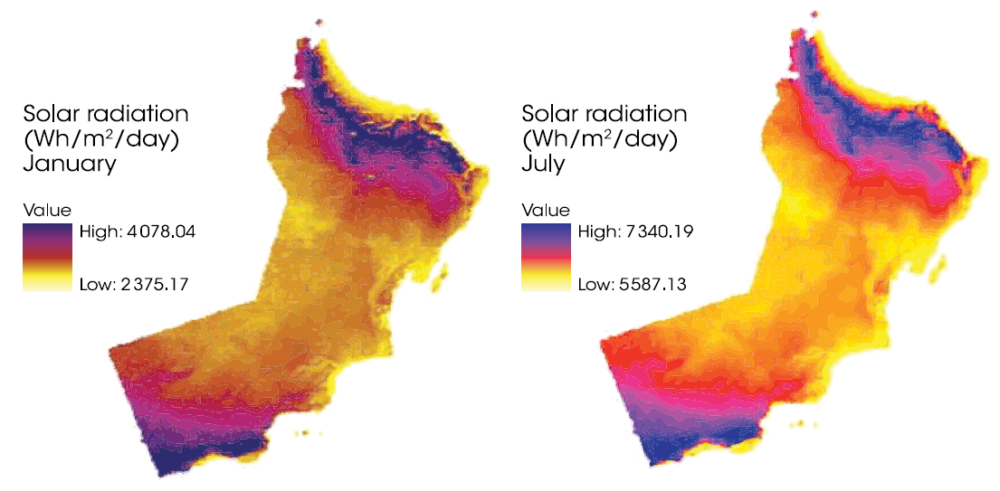 Solar radiation
(Wh/m²/day)
January
Value
High: 4078.04
Low: 2375.17
Solar radiation
(Wh/m²/day)
July
Value
High: 7340.19
Low: 5587.13